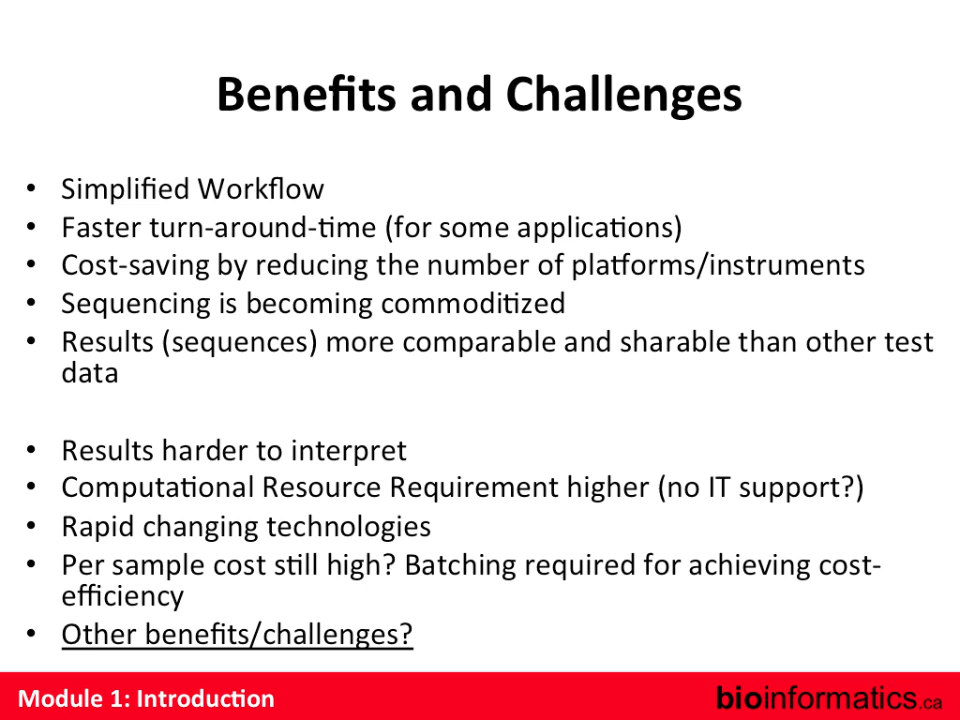 Benefits and Challenges
• Simplified Workflow
• Faster turn-around-time (for some applications)
• Cost-saving by reducing the number of platforms/instruments
• Sequencing is becoming commoditized
• Results (sequences) more comparable and sharable than other test
data
• Results harder to interpret
• Computational Resource Requirement higher (no IT support?)
• Rapid changing technologies
• Per sample cost still high? Batching required for achieving cost-
efficiency
• Other benefits/challenges?
Module 1: Introduction
bioinformatics.ca